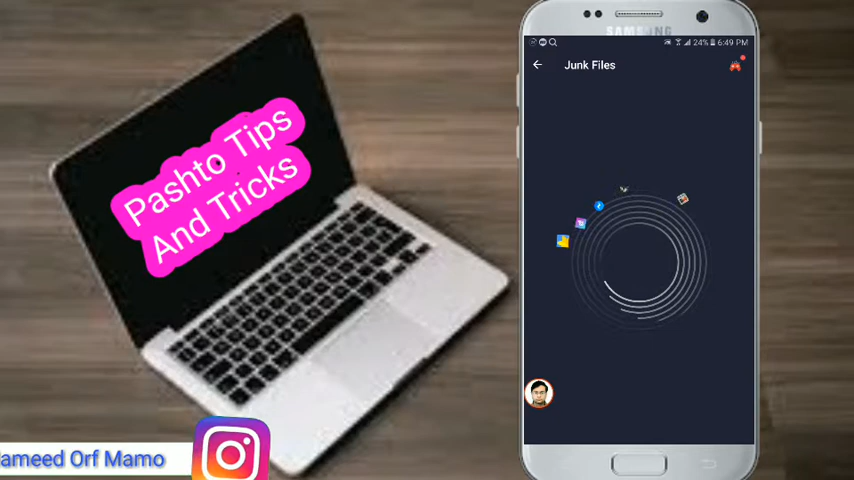 Pashto Tips
And Tricks
ameed Orf Mamo
SAMSUNG
24% 6:49 PM
Junk Files